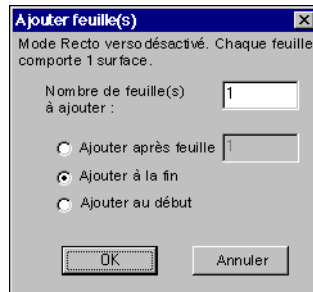 Ajouter feuille(s)
Mode Recto verso désactivé. Chaque feuille
comporte 1 surface.
Nombre de feuille(s)
à ajouter :
1
Ajouter après feuille
1
Ajouter à la fin
Ajouter au début
OK
Annuler